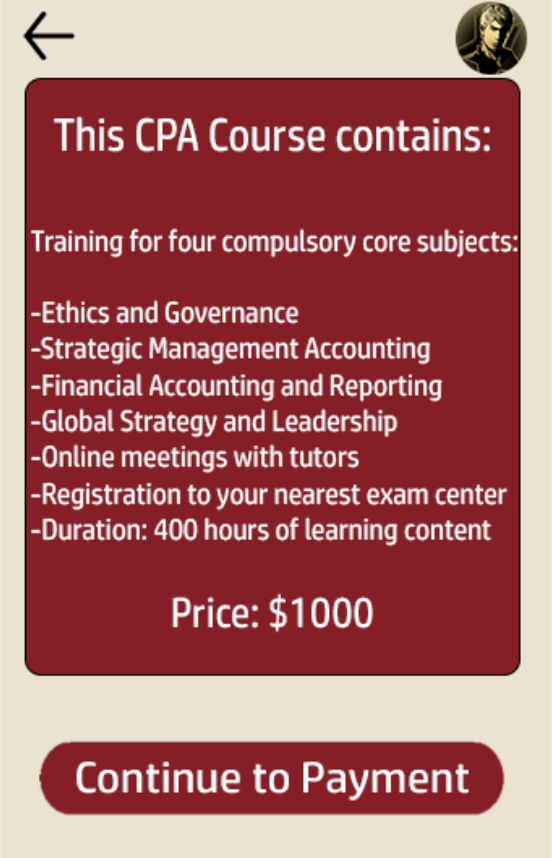 This CPA Course contains:
Training for four compulsory core subjects:
-Ethics and Governance
-Strategic Management Accounting
-Financial Accounting and Reporting
-Global Strategy and Leadership
-Online meetings with tutors
-Registration to your nearest exam center
-Duration: 400 hours of learning content
Price: $1000
Continue to Payment